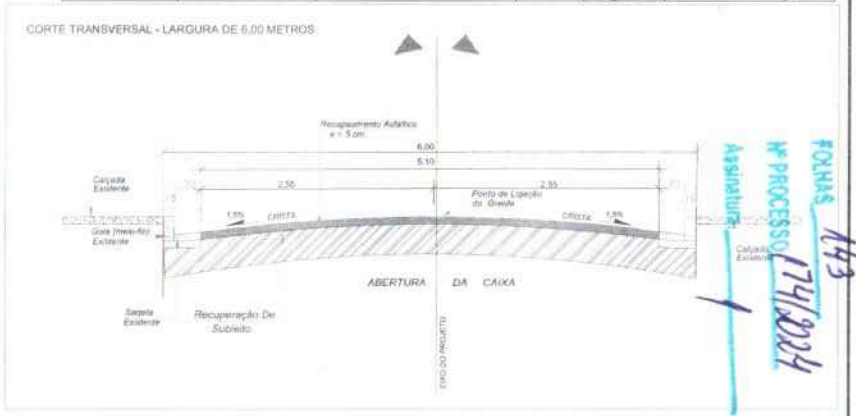 CORTE TRANSVERSAL - LARGURA DE 6,00 METROS
Recapeamento Asfáltico
e = 5 cm
6,00
5,10
2,55
2,55
Calçada
Existente
Ponto de Ligação
do Greide
1,5%
CRISTA
CRISTA
1,5%
Guia (meio-fio)
Existente
Calçada
Existente
ABERTURA DA CAIXA
Sarjeta
Existente
Recuperação De
Subleito
EIXO DO PROJETO
FOLHAS 143
Nº PROCESSO 174/2024
Assinatura